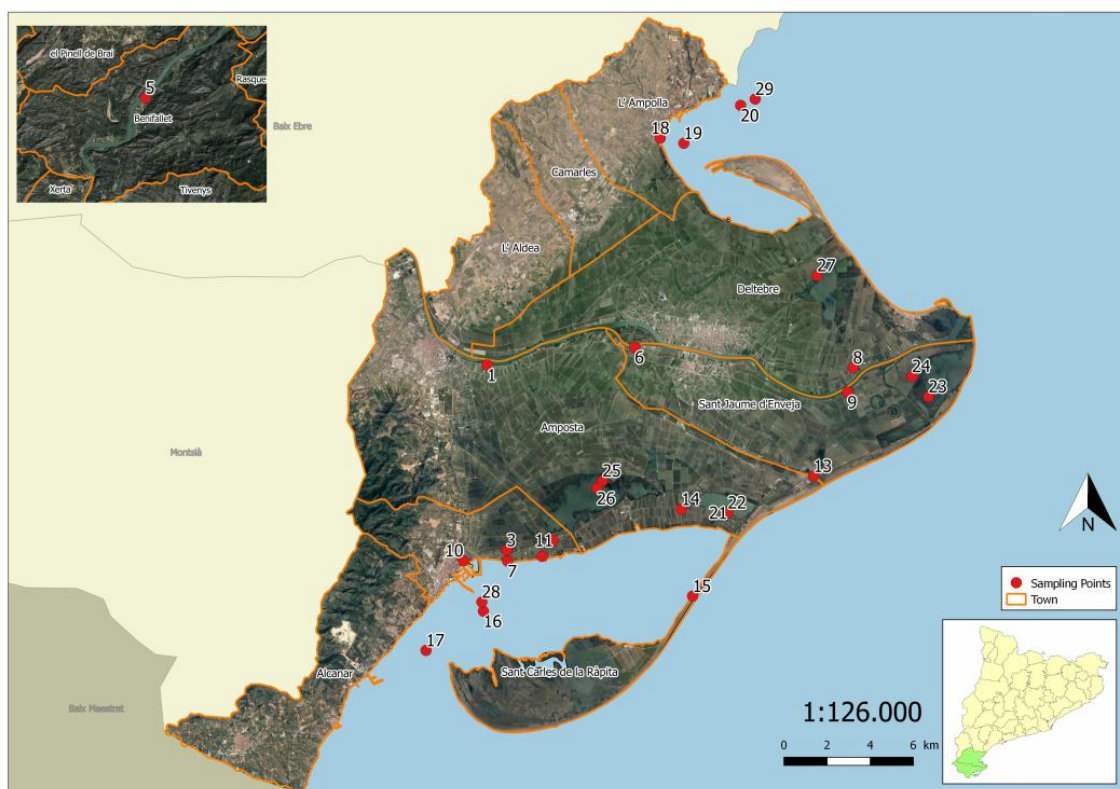 el Pinell de Brai
Rasque
5
Benifallet
Xerta
Tivenys
Baix Ebre
L' Ampolla
29
20
18
19
Camarles
L' Aldea
27
Deltebre
6
1
8
24
9
23
Sant Jaume d'Enveja
Amposta
Montsià
25
26
13
14
22
21
N
3
11
10
7
28
16
15
17
Sampling Points
Town
Sant Carles de la Ràpita
Alcanar
Baix Maestrat
1:126.000
0 2 4 6 km